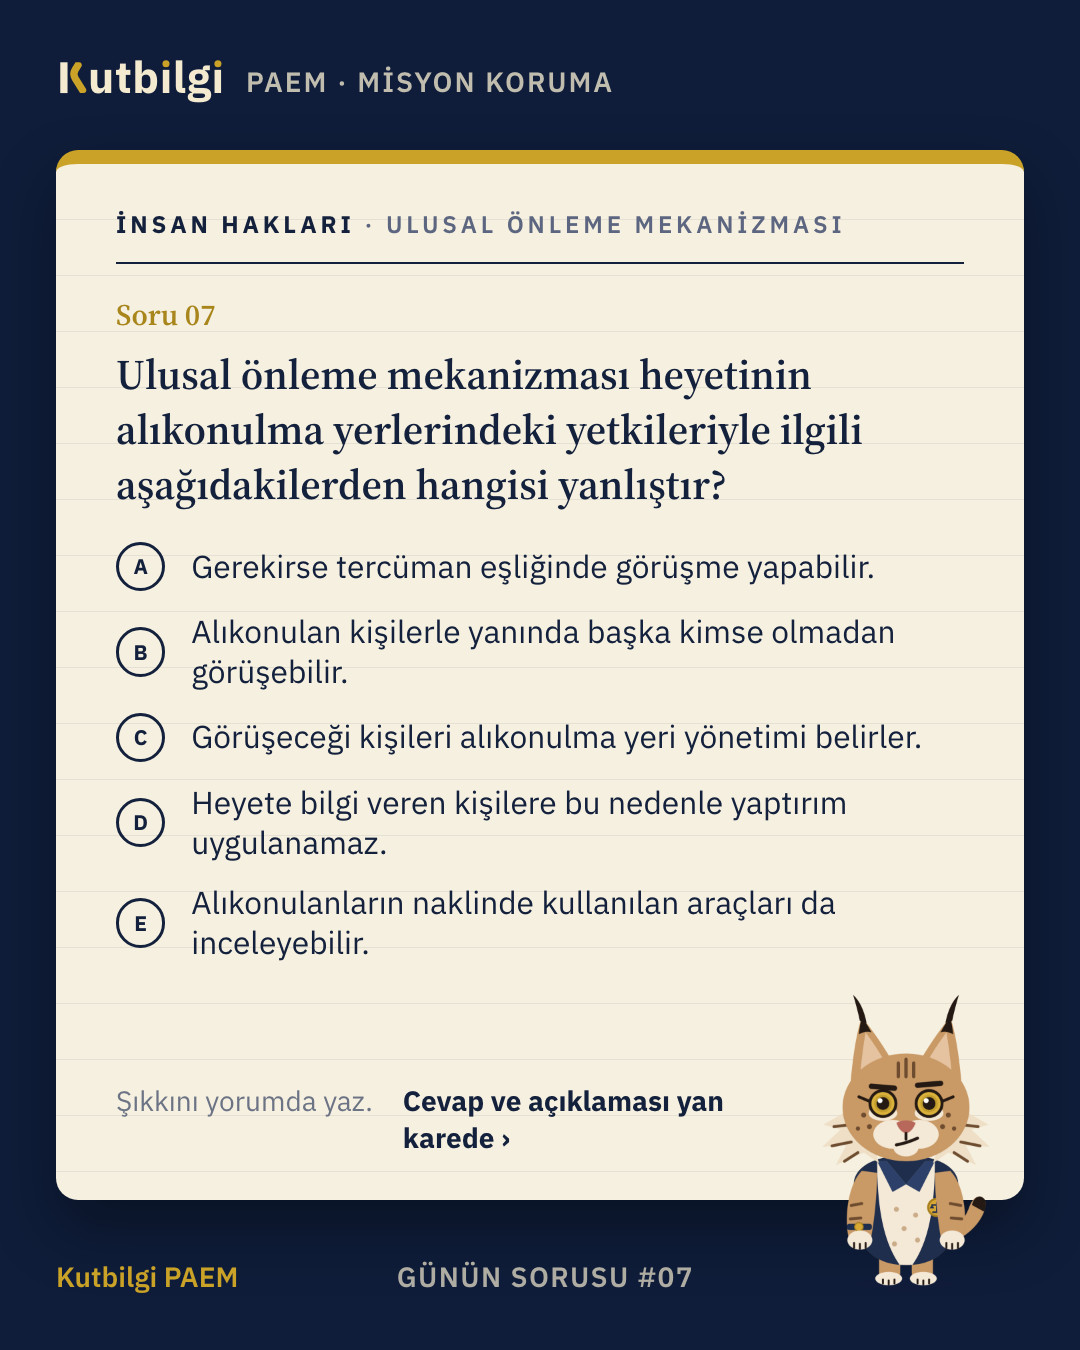 Kutbilgi PAEM · MİSYON KORUMA
İNSAN HAKLARI · ULUSAL ÖNLEME MEKANİZMASI
Soru 07
Ulusal önleme mekanizması heyetinin
alıkonulma yerlerindeki yetkileriyle ilgili
aşağıdakilerden hangisi yanlıştır?
A Gerekirse tercüman eşliğinde görüşme yapabilir.
B Alıkonulan kişilerle yanında başka kimse olmadan
görüşebilir.
C Görüşeceği kişileri alıkonulma yeri yönetimi belirler.
D Heyete bilgi veren kişilere bu nedenle yaptırım
uygulanamaz.
E Alıkonulanların naklinde kullanılan araçları da
inceleyebilir.
Şıkkını yorumda yaz. Cevap ve açıklaması yan
karede ›
Kutbilgi PAEM GÜNÜN SORUSU #07